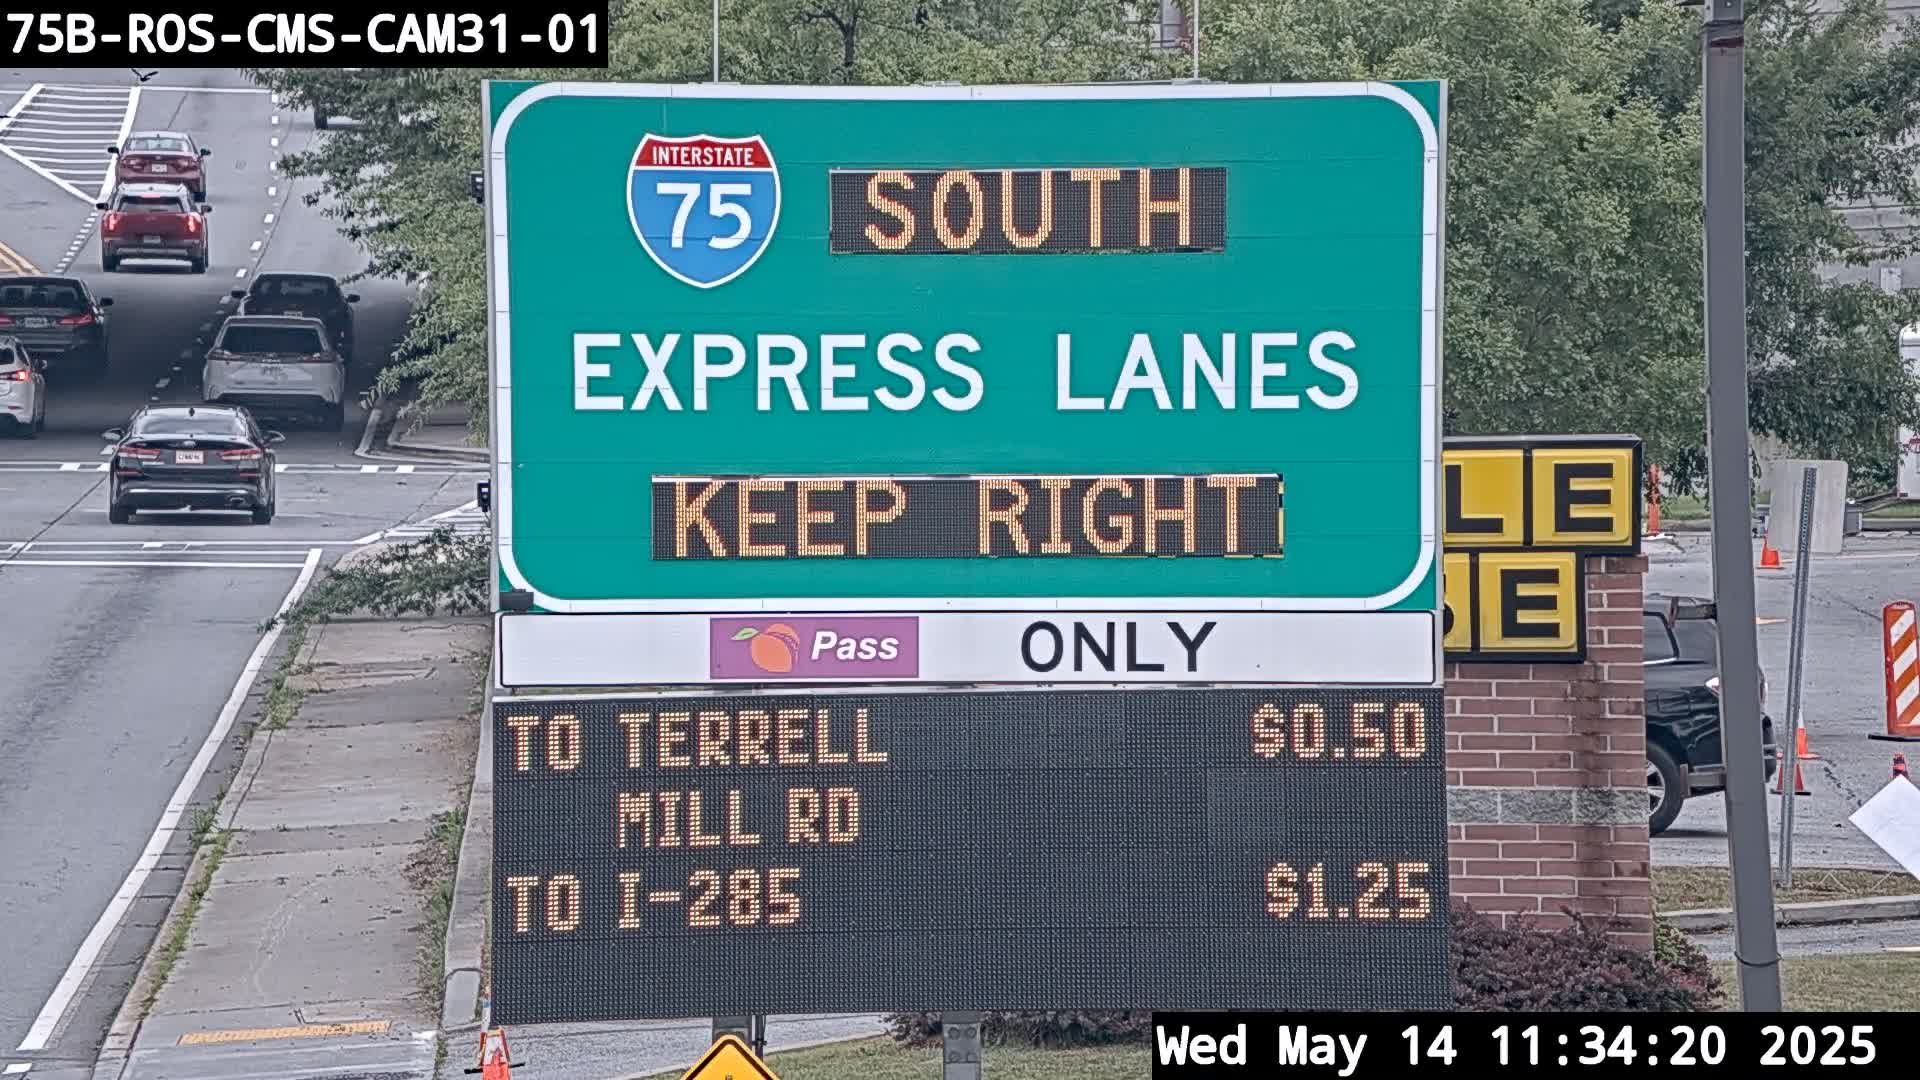 75B-ROS-CMS-CAM31-01
INTERSTATE
75
SOUTH
EXPRESS LANES
KEEP RIGHT
Pass ONLY
TO TERRELL $0.50
MILL RD
TO I-285 $1.25
LE
E
Wed May 14 11:34:20 2025